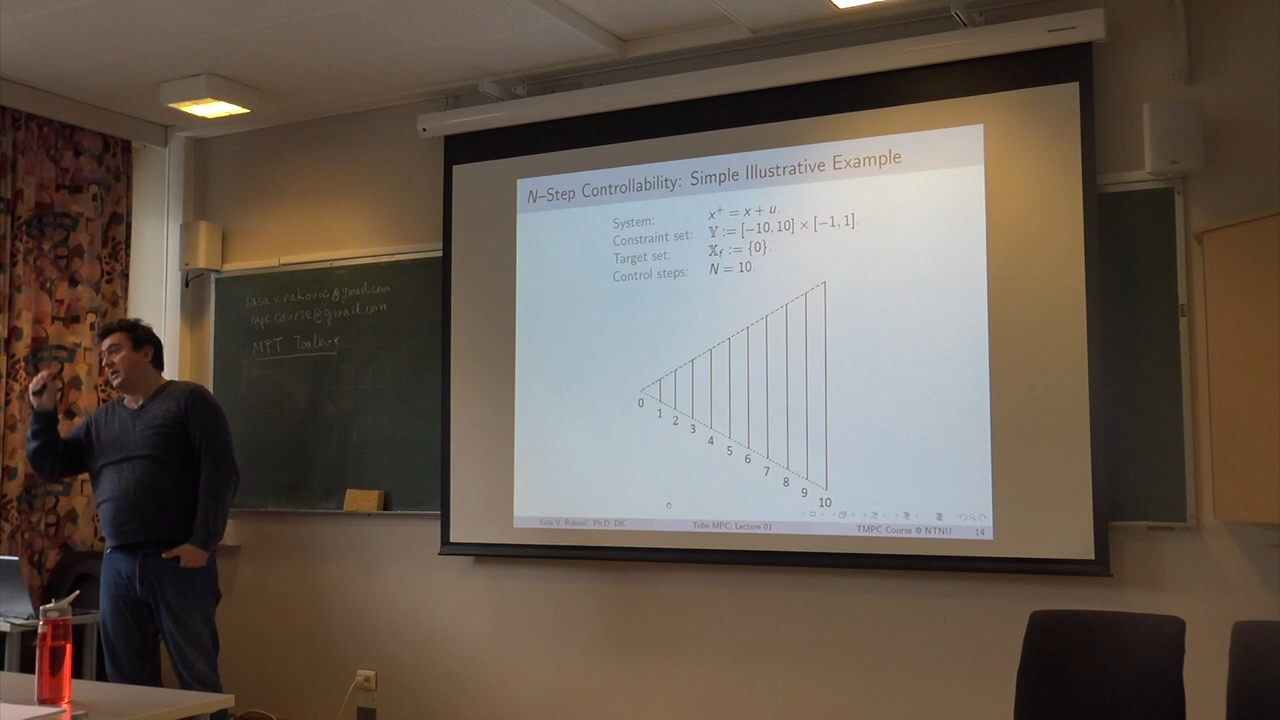 N–Step Controllability: Simple Illustrative Example
System: x⁺ = x + u.
Constraint set: 𝕐 := [−10, 10] × [−1, 1].
Target set: 𝕏f := {0}.
Control steps: N = 10.
0
1
2
3
4
5
6
7
8
9
10
Saša V. Raković, Ph.D. DIC
Tube MPC: Lecture 01
TMPC Course @ NTNU
14
sasa.v.rakovic@gmail.com
mpc.course@gmail.com
MPT Toolbox